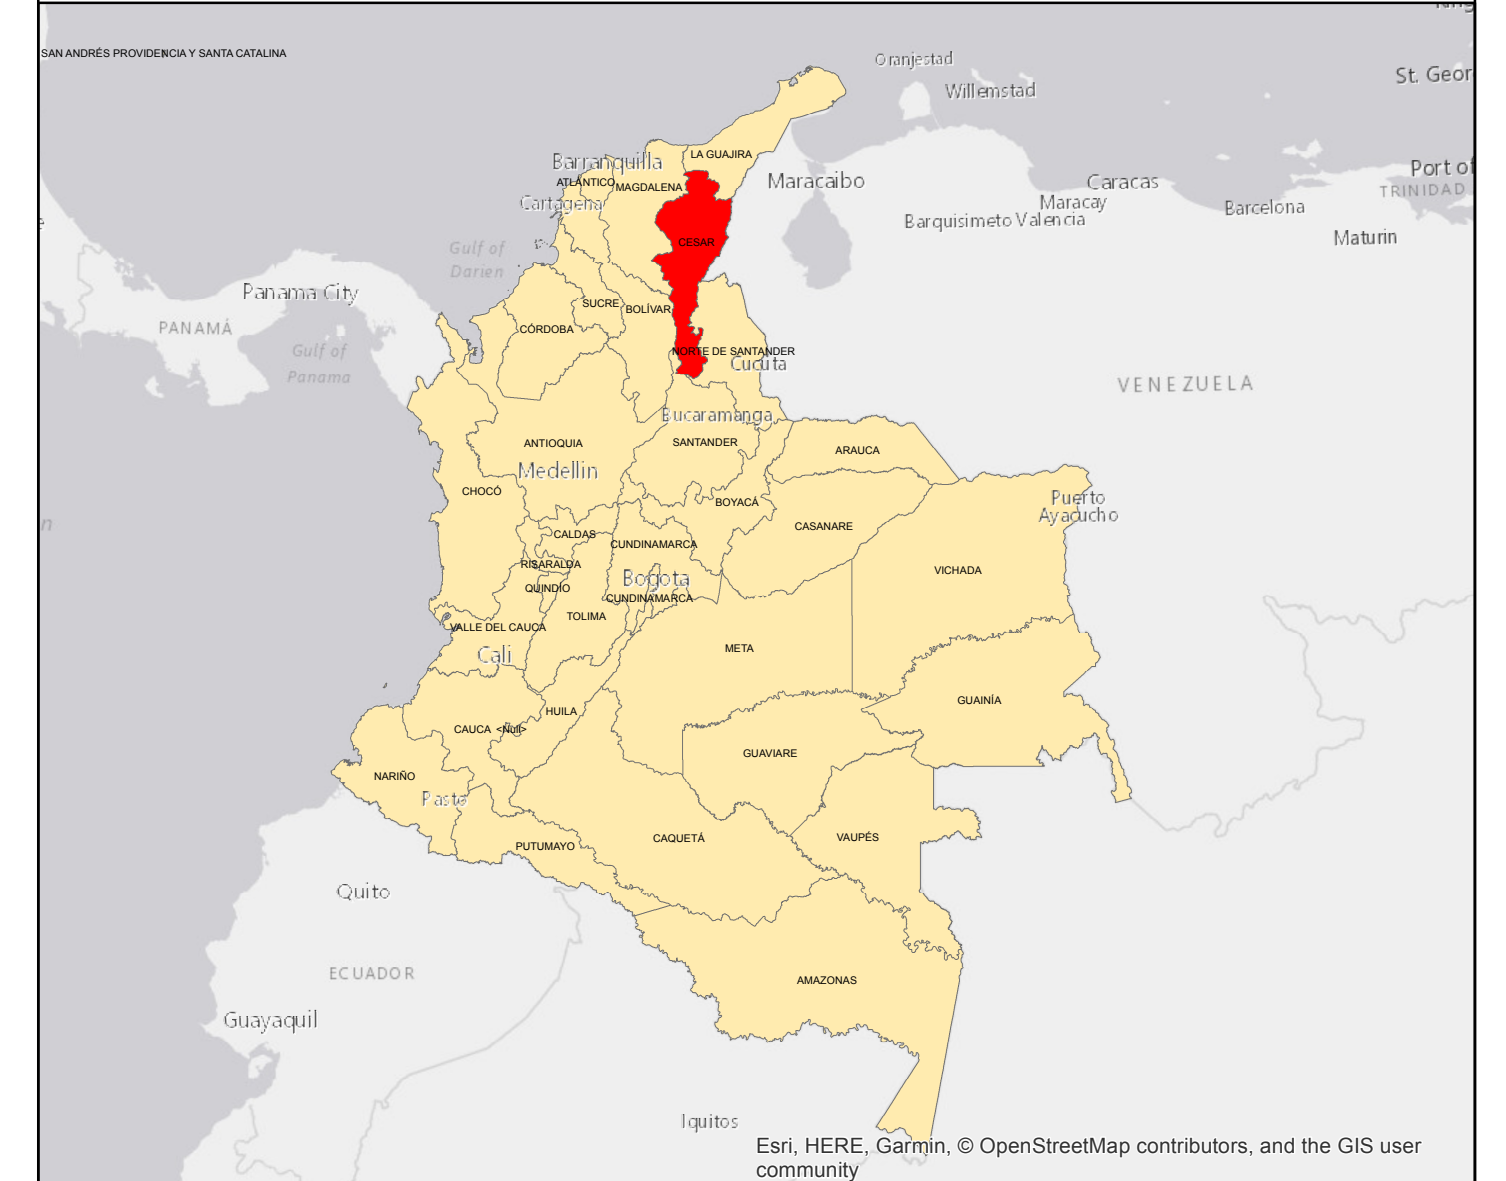 SAN ANDRÉS PROVIDENCIA Y SANTA CATALINA
Oranjestad
Willemstad
St. Geor
LA GUAJIRA
Barranquilla
ATLÁNTICO
MAGDALENA
Maracaibo
Caracas
Port of
TRINIDAD
Cartagena
Maracay
Barquisimeto Valencia
Barcelona
Maturin
CESAR
Gulf of
Darien
Panama City
SUCRE
BOLÍVAR
PANAMÁ
CÓRDOBA
Gulf of
Panama
NORTE DE SANTANDER
Cucuta
VENEZUELA
Bucaramanga
ANTIOQUIA
SANTANDER
ARAUCA
Medellin
CHOCÓ
BOYACÁ
Puerto
Ayacucho
CASANARE
CALDAS
CUNDINAMARCA
RISARALDA
VICHADA
Bogota
QUINDÍO
CUNDINAMARCA
TOLIMA
VALLE DEL CAUCA
META
Cali
GUAINÍA
HUILA
CAUCA
<Null>
GUAVIARE
NARIÑO
Pasto
CAQUETÁ
VAUPÉS
PUTUMAYO
Quito
ECUADOR
AMAZONAS
Guayaquil
Iquitos
Esri, HERE, Garmin, © OpenStreetMap contributors, and the GIS user
community